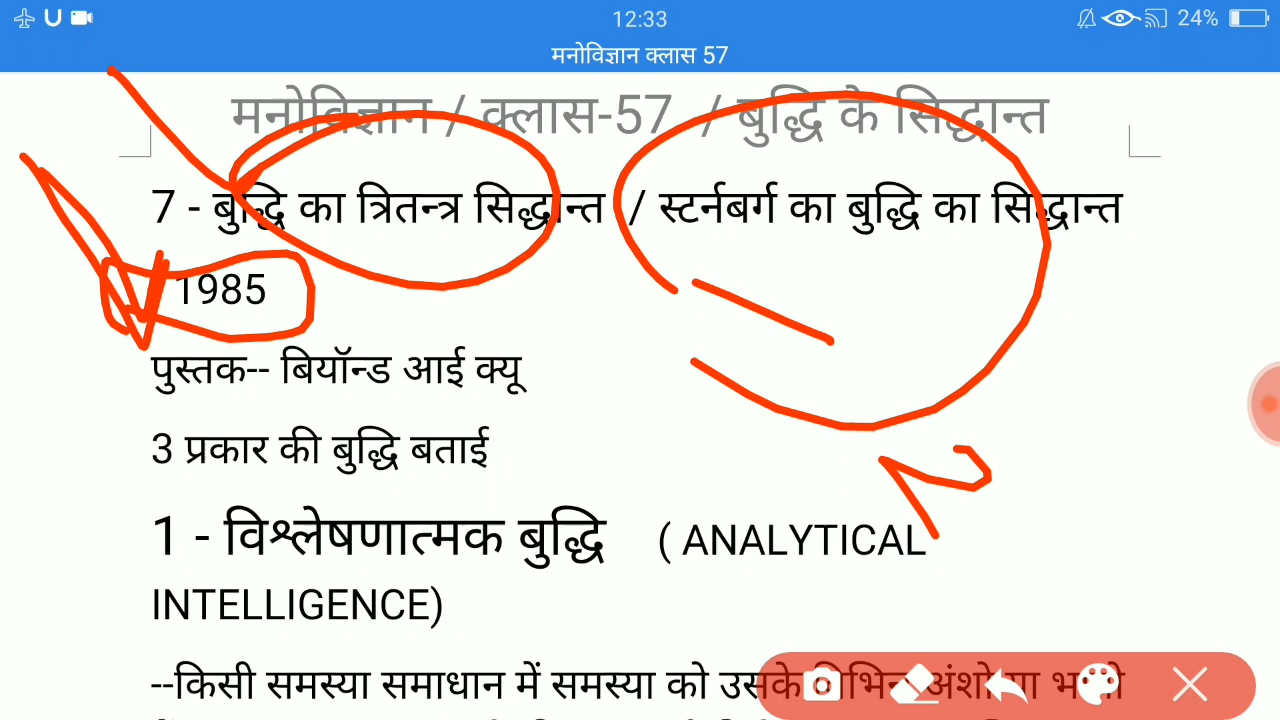 12:33
24%
मनोविज्ञान क्लास 57
मनोविज्ञान / क्लास-57 / बुद्धि के सिद्धान्त
7 - बुद्धि का त्रितन्त्र सिद्धान्त / स्टर्नबर्ग का बुद्धि का सिद्धान्त
1985
पुस्तक-- बियॉन्ड आई क्यू
3 प्रकार की बुद्धि बताई
1 - विश्लेषणात्मक बुद्धि ( ANALYTICAL
INTELLIGENCE)
--किसी समस्या समाधान में समस्या को उसके विभिन्न अंशो या